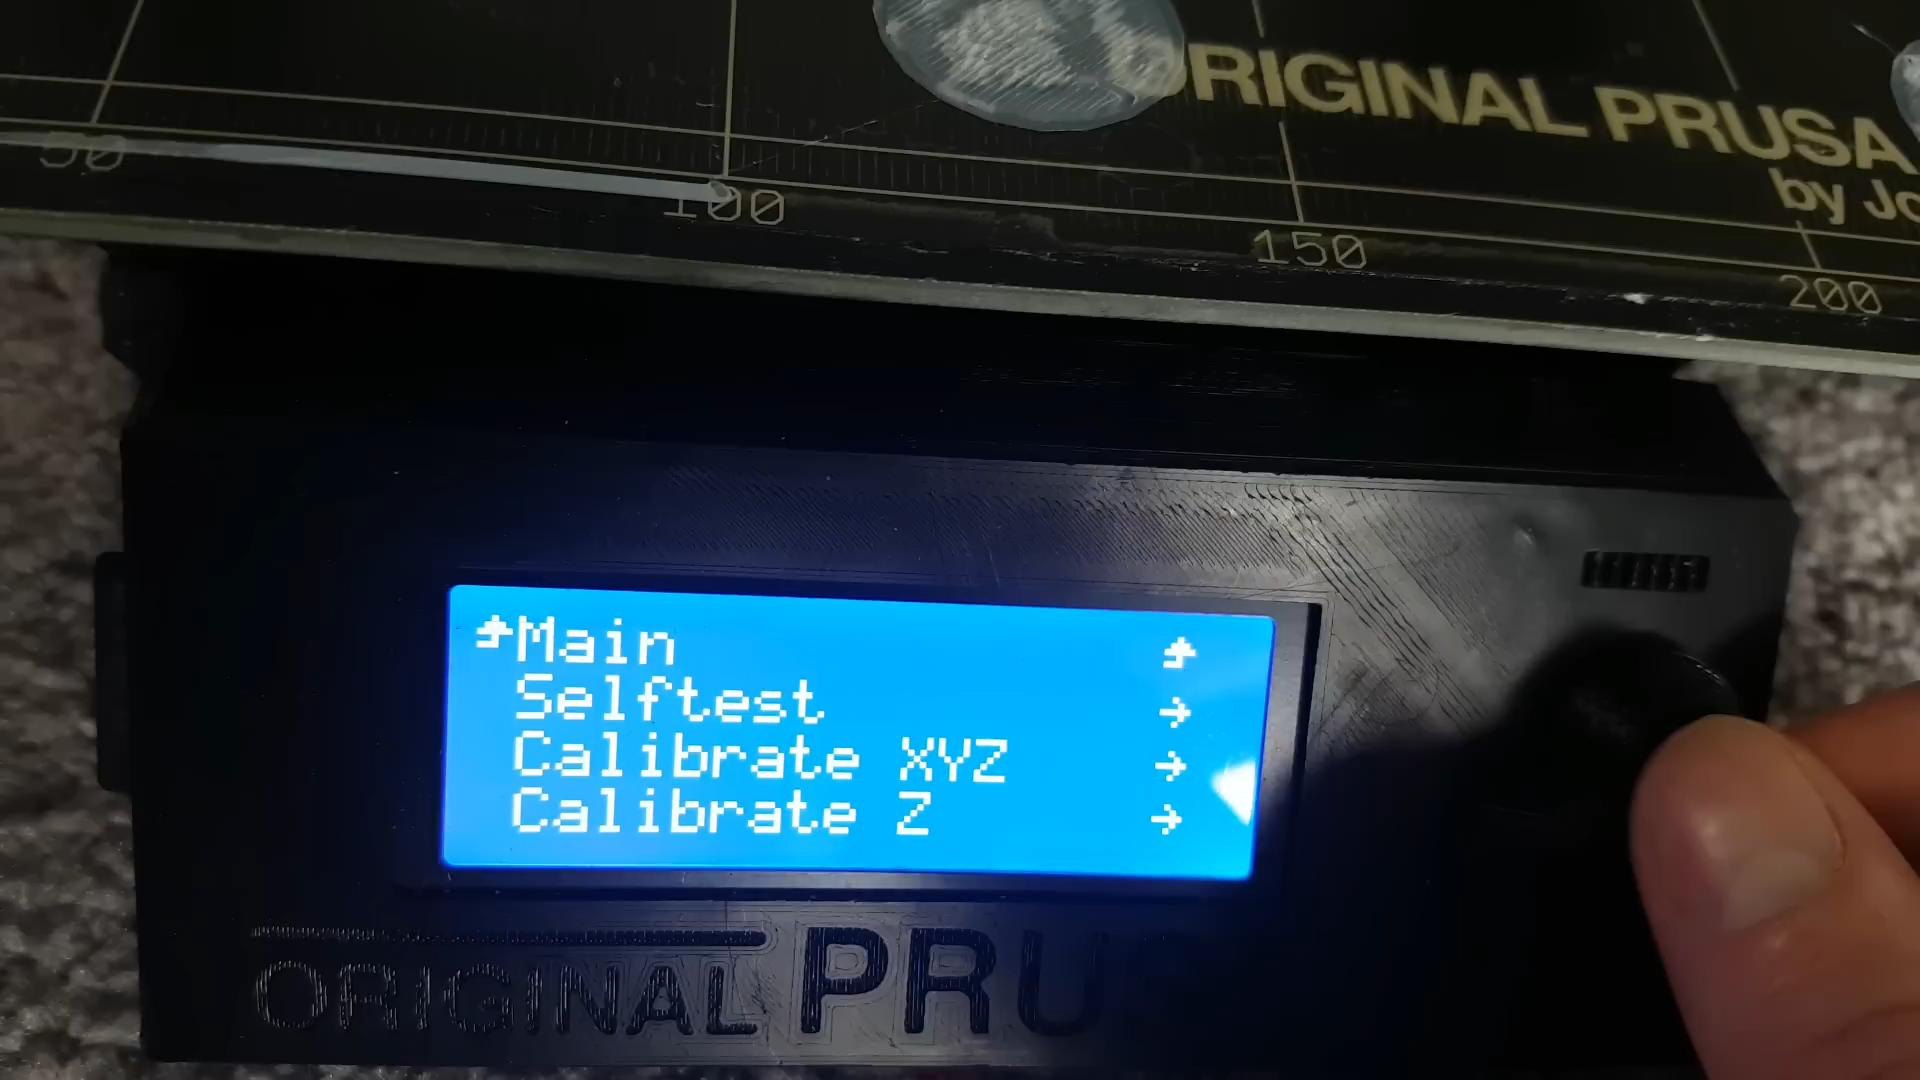 ORIGINAL PRUSA
by Jo
50
100
150
200
Main
Selftest
Calibrate XYZ
Calibrate Z
ORIGINAL PRU